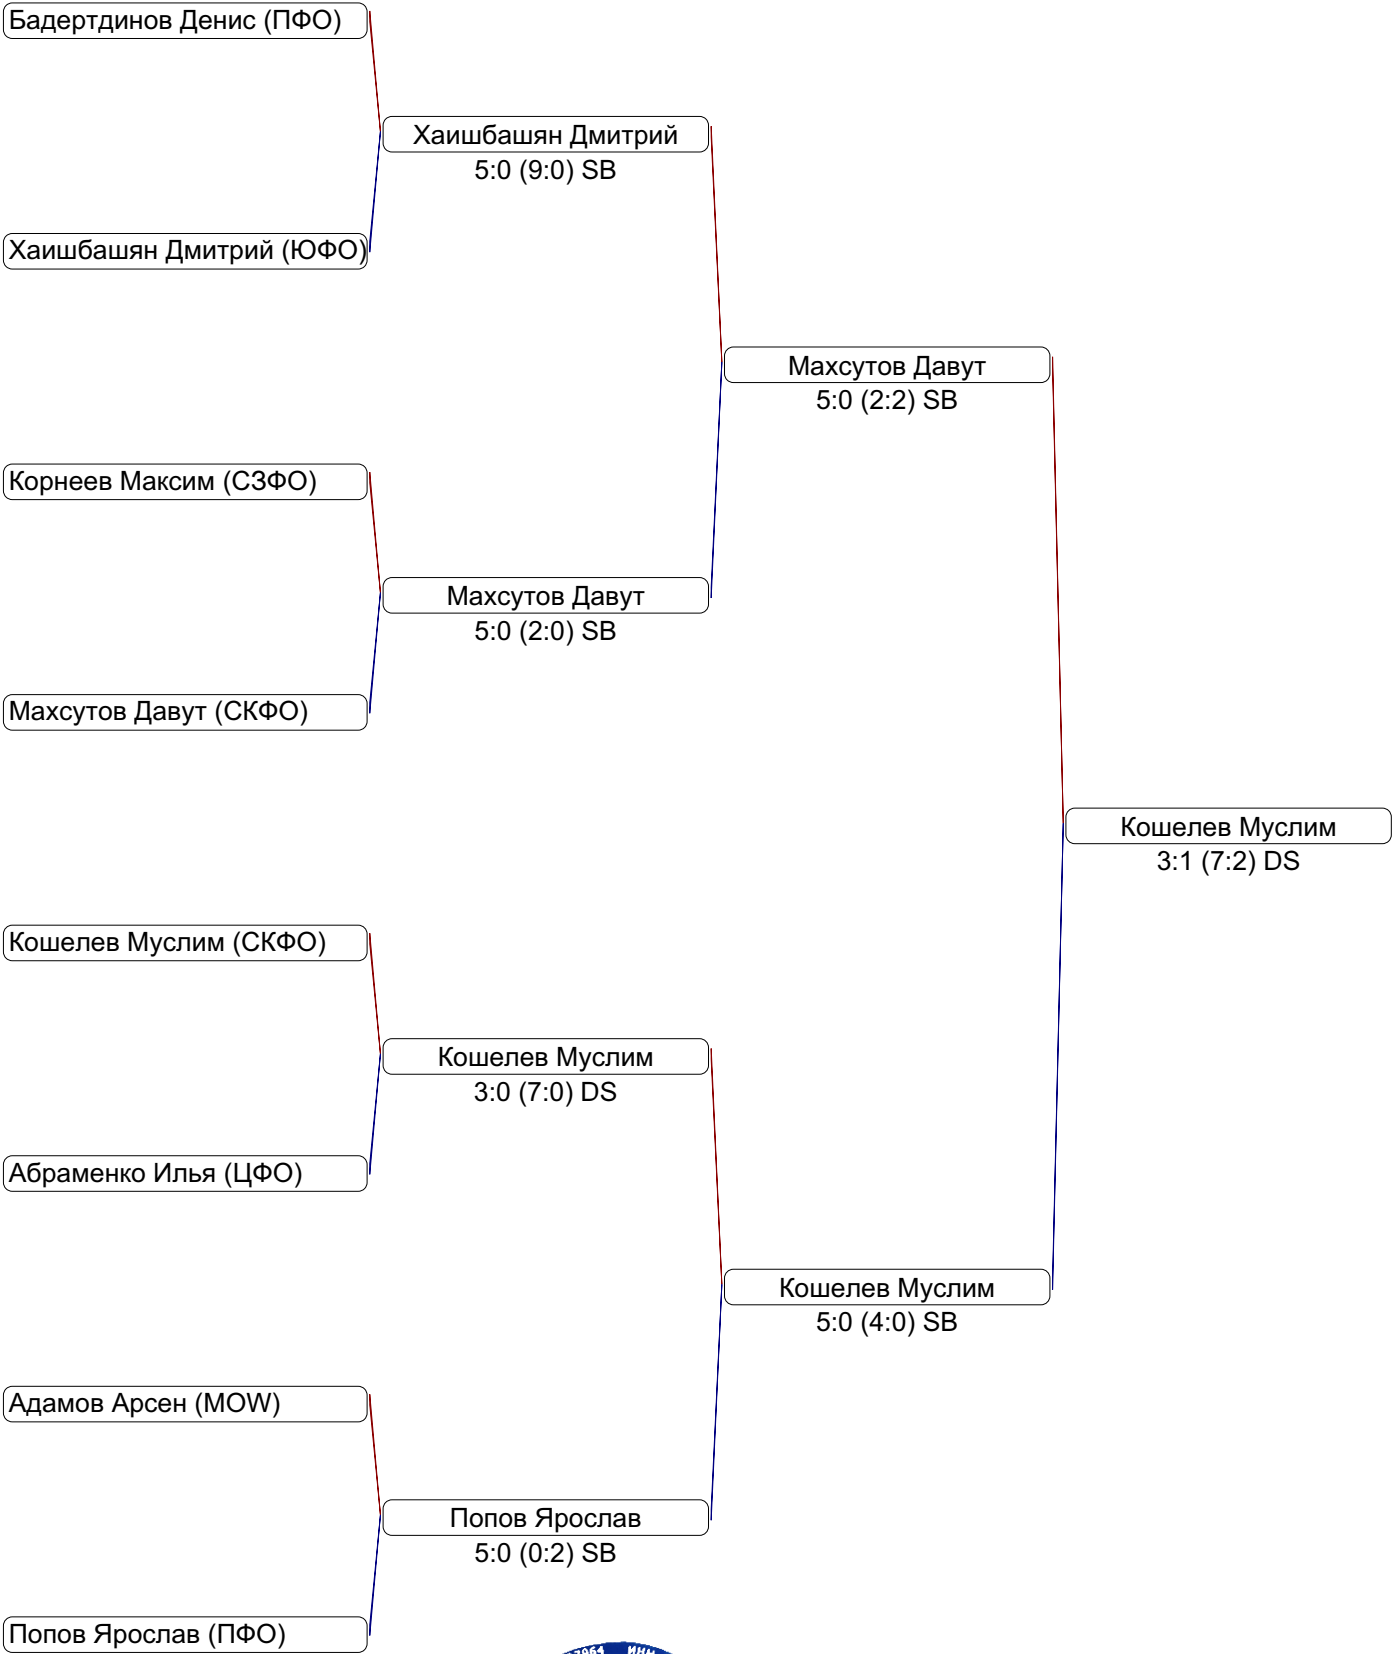 Бадертдинов Денис (ПФО)
Хаишбашян Дмитрий
5:0 (9:0) SB
Хаишбашян Дмитрий (ЮФО)
Махсутов Давут
5:0 (2:2) SB
Корнеев Максим (СЗФО)
Махсутов Давут
5:0 (2:0) SB
Махсутов Давут (СКФО)
Кошелев Муслим
3:1 (7:2) DS
Кошелев Муслим (СКФО)
Кошелев Муслим
3:0 (7:0) DS
Абраменко Илья (ЦФО)
Кошелев Муслим
5:0 (4:0) SB
Адамов Арсен (MOW)
Попов Ярослав
5:0 (0:2) SB
Попов Ярослав (ПФО)